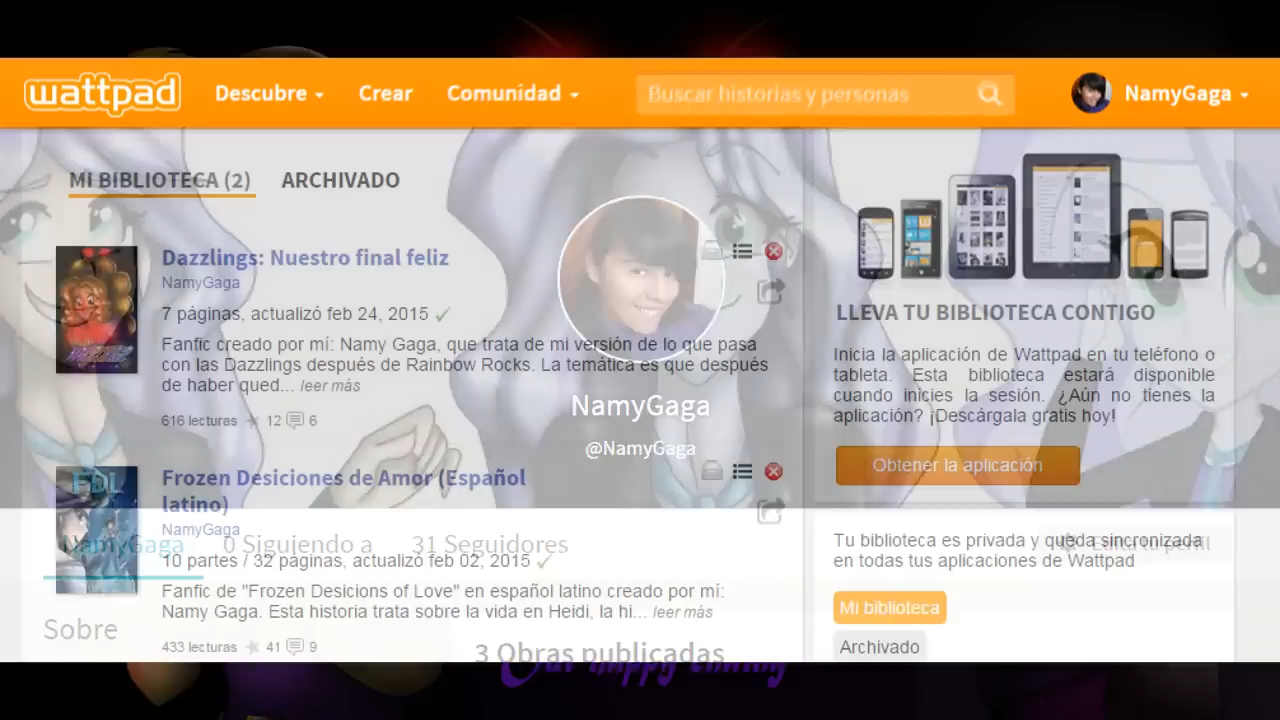 wattpad
Descubre
Crear
Comunidad
Buscar historias y personas
NamyGaga
MI BIBLIOTECA (2)
ARCHIVADO
Dazzlings: Nuestro final feliz
NamyGaga
7 páginas, actualizó feb 24, 2015
Fanfic creado por mí: Namy Gaga, que trata de mi versión de lo que pasa
con las Dazzlings después de Rainbow Rocks. La temática es que después
de haber qued... leer más
616 lecturas 12 6
NamyGaga
@NamyGaga
FDL
Frozen Desiciones de Amor (Español
latino)
NamyGaga
10 partes / 32 páginas, actualizó feb 02, 2015
Fanfic de "Frozen Desicions of Love" en español latino creado por mí:
Namy Gaga. Esta historia trata sobre la vida en Heidi, la hi... leer más
433 lecturas 41 9
NamyGaga
0 Siguiendo a
31 Seguidores
Sobre
3 Obras publicadas
Our happy ending
LLEVA TU BIBLIOTECA CONTIGO
Inicia la aplicación de Wattpad en tu teléfono o
tableta. Esta biblioteca estará disponible
cuando inicies la sesión. ¿Aún no tienes la
aplicación? ¡Descárgala gratis hoy!
Obtener la aplicación
Tu biblioteca es privada y queda sincronizada
en todas tus aplicaciones de Wattpad
Edita tu perfil
Mi biblioteca
Archivado